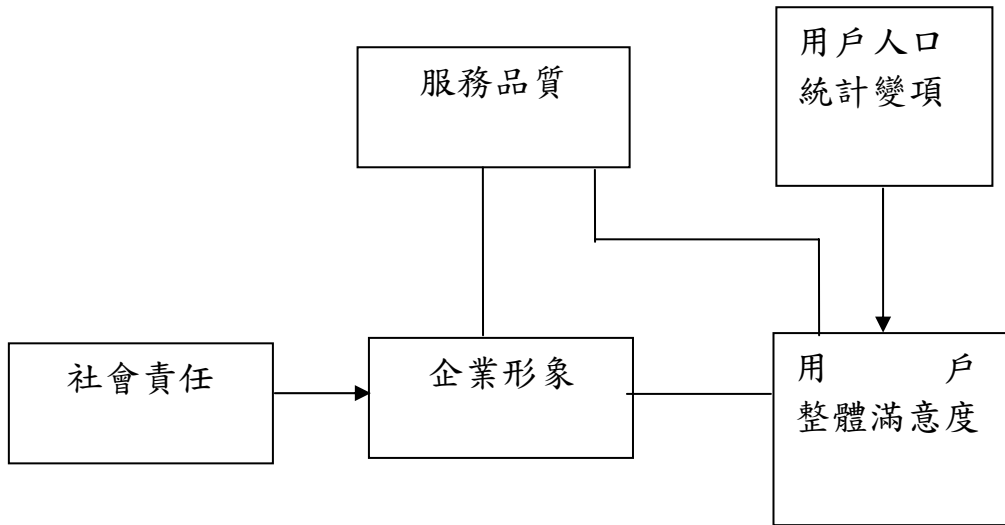 服務品質
用戶人口
統計變項
社會責任
企業形象
用 戶
整體滿意度